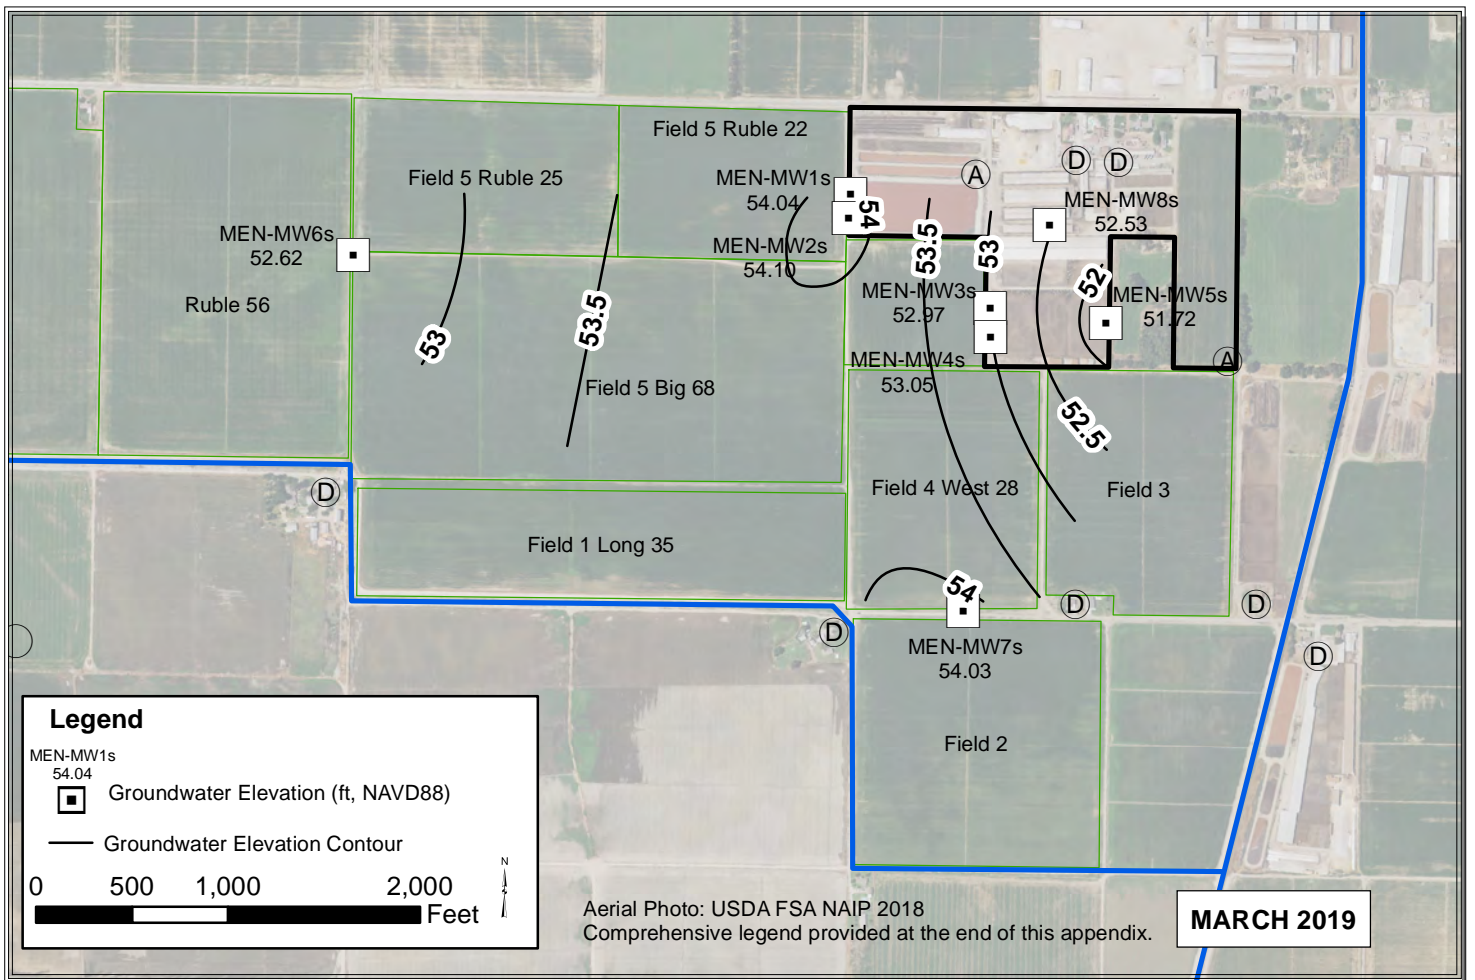 Field 5 Ruble 22
Field 5 Ruble 25
MEN-MW1s
54.04
54
MEN-MW2s
54.10
A
D
D
MEN-MW8s
52.53
MEN-MW6s
52.62
Ruble 56
53
53.5
Field 5 Big 68
53.5
53
52
MEN-MW3s
52.97
MEN-MW5s
51.72
MEN-MW4s
53.05
A
52.5
D
Field 4 West 28
Field 3
Field 1 Long 35
54
D
D
D
D
MEN-MW7s
54.03
Field 2
Legend
MEN-MW1s
54.04
Groundwater Elevation (ft, NAVD88)
Groundwater Elevation Contour
N
0 500 1,000 2,000
Feet
Aerial Photo: USDA FSA NAIP 2018
Comprehensive legend provided at the end of this appendix.
MARCH 2019